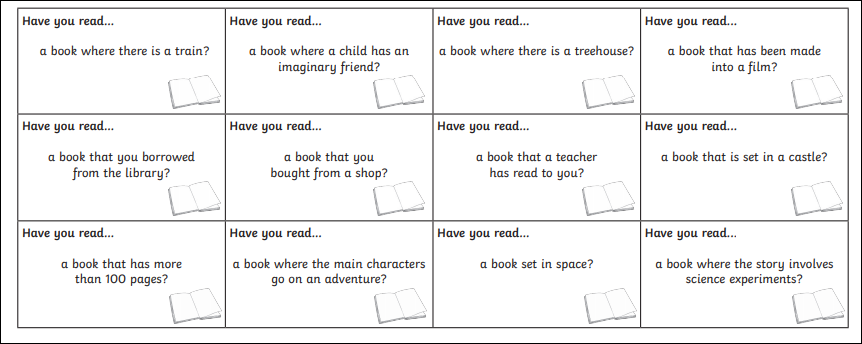 Have you read...
a book where there is a train?
Have you read...
a book where a child has an
imaginary friend?
Have you read...
a book where there is a treehouse?
Have you read...
a book that has been made
into a film?
Have you read...
a book that you borrowed
from the library?
Have you read...
a book that you
bought from a shop?
Have you read...
a book that a teacher
has read to you?
Have you read...
a book that is set in a castle?
Have you read...
a book that has more
than 100 pages?
Have you read...
a book where the main characters
go on an adventure?
Have you read...
a book set in space?
Have you read...
a book where the story involves
science experiments?